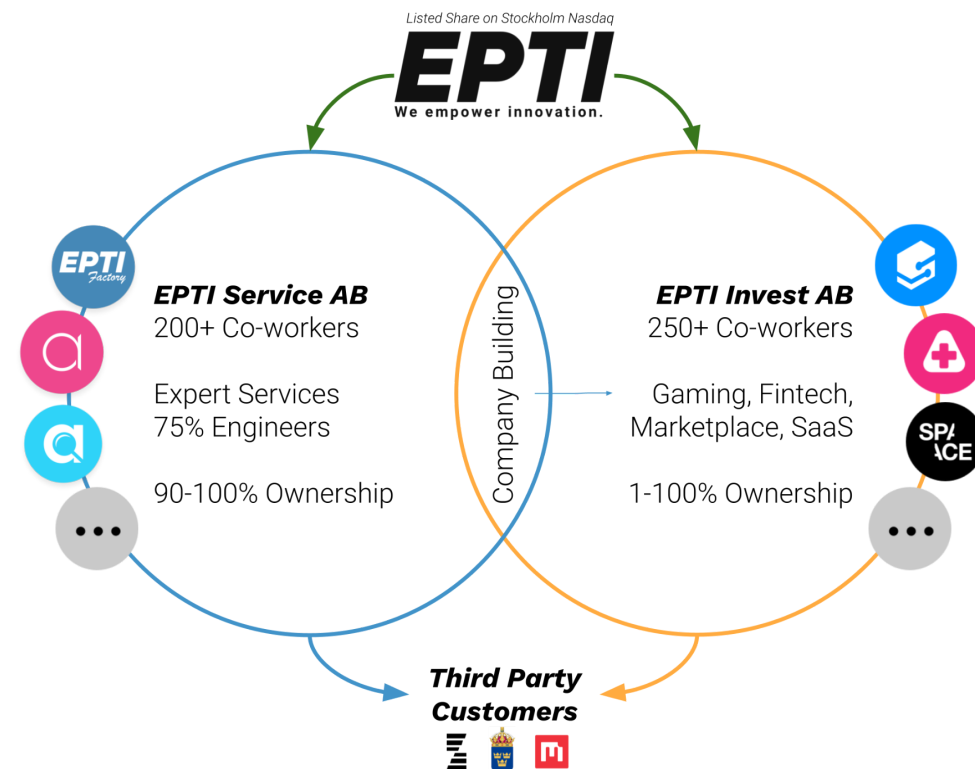 Listed Share on Stockholm Nasdaq
EPTI
We empower innovation.
EPTI
Factory
a
a
EPTI Service AB
200+ Co-workers
Expert Services
75% Engineers
90-100% Ownership
Company Building
EPTI Invest AB
250+ Co-workers
Gaming, Fintech,
Marketplace, SaaS
1-100% Ownership
SPA/
\ACE
Third Party
Customers
m